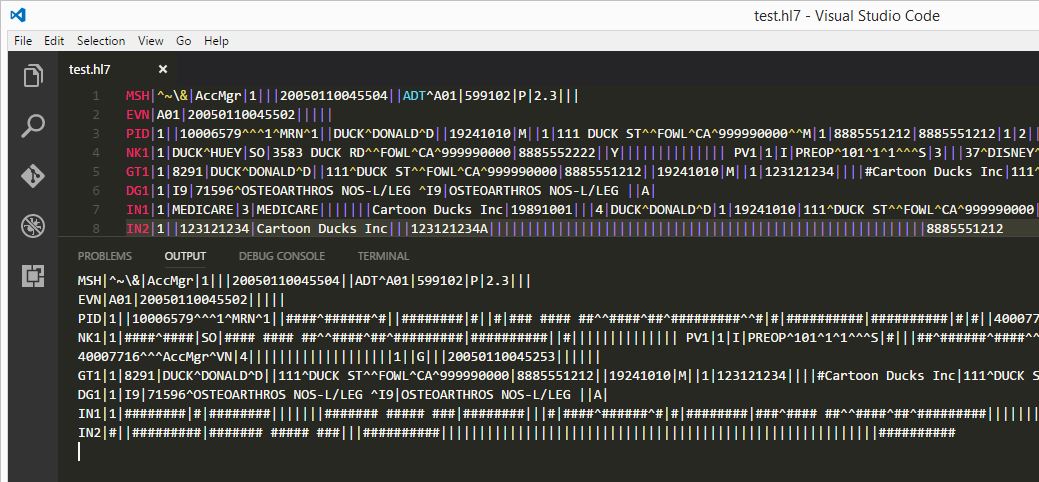 test.hl7 - Visual Studio Code
File Edit Selection View Go Help
test.hl7 ×
1 MSH|^~\&|AccMgr|1|||20050110045504||ADT^A01|599102|P|2.3|||
2 EVN|A01|20050110045502|||||
3 PID|1||10006579^^^1^MRN^1||DUCK^DONALD^D||19241010|M||1|111 DUCK ST^^FOWL^CA^999990000^^M|1|8885551212|8885551212|1|2||
4 NK1|1|DUCK^HUEY|SO|3583 DUCK RD^^FOWL^CA^999990000|8885552222||Y|||||||||||||| PV1|1|I|PREOP^101^1^1^^^S|3|||37^DISNEY^
5 GT1|1|8291|DUCK^DONALD^D||111^DUCK ST^^FOWL^CA^999990000|8885551212||19241010|M||1|123121234||||#Cartoon Ducks Inc|111^
6 DG1|1|I9|71596^OSTEOARTHROS NOS-L/LEG ^I9|OSTEOARTHROS NOS-L/LEG ||A|
7 IN1|1|MEDICARE|3|MEDICARE|||||||Cartoon Ducks Inc|19891001|||4|DUCK^DONALD^D|1|19241010|111^DUCK ST^^FOWL^CA^999990000|
8 IN2|1||123121234|Cartoon Ducks Inc|||123121234A||||||||||||||||||||||||||||||||||||||||||||||||||||||||||8885551212
PROBLEMS OUTPUT DEBUG CONSOLE TERMINAL
MSH|^~\&|AccMgr|1|||20050110045504||ADT^A01|599102|P|2.3|||
EVN|A01|20050110045502|||||
PID|1||10006579^^^1^MRN^1||####^######^#||########|#||#|### #### ##^^####^##^#########^^#|#|##########|##########|#|#||40007
NK1|1|####^####|SO|#### #### ##^^####^##^#########|##########||#|||||||||||||| PV1|1|I|PREOP^101^1^1^^^S|#|||##^######^####^^
40007716^^^AccMgr^VN|4|||||||||||||||||||1||G|||20050110045253||||||
GT1|1|8291|DUCK^DONALD^D||111^DUCK ST^^FOWL^CA^999990000|8885551212||19241010|M||1|123121234||||#Cartoon Ducks Inc|111^DUCK S
DG1|1|I9|71596^OSTEOARTHROS NOS-L/LEG ^I9|OSTEOARTHROS NOS-L/LEG ||A|
IN1|1|########|#|########|||||||####### ##### ###|########|||#|####^######^#|#|########|###^#### ##^^####^##^#########|||||||
IN2|#||#########|####### ##### ###|||##########||||||||||||||||||||||||||||||||||||||||||||||||||||||||||##########